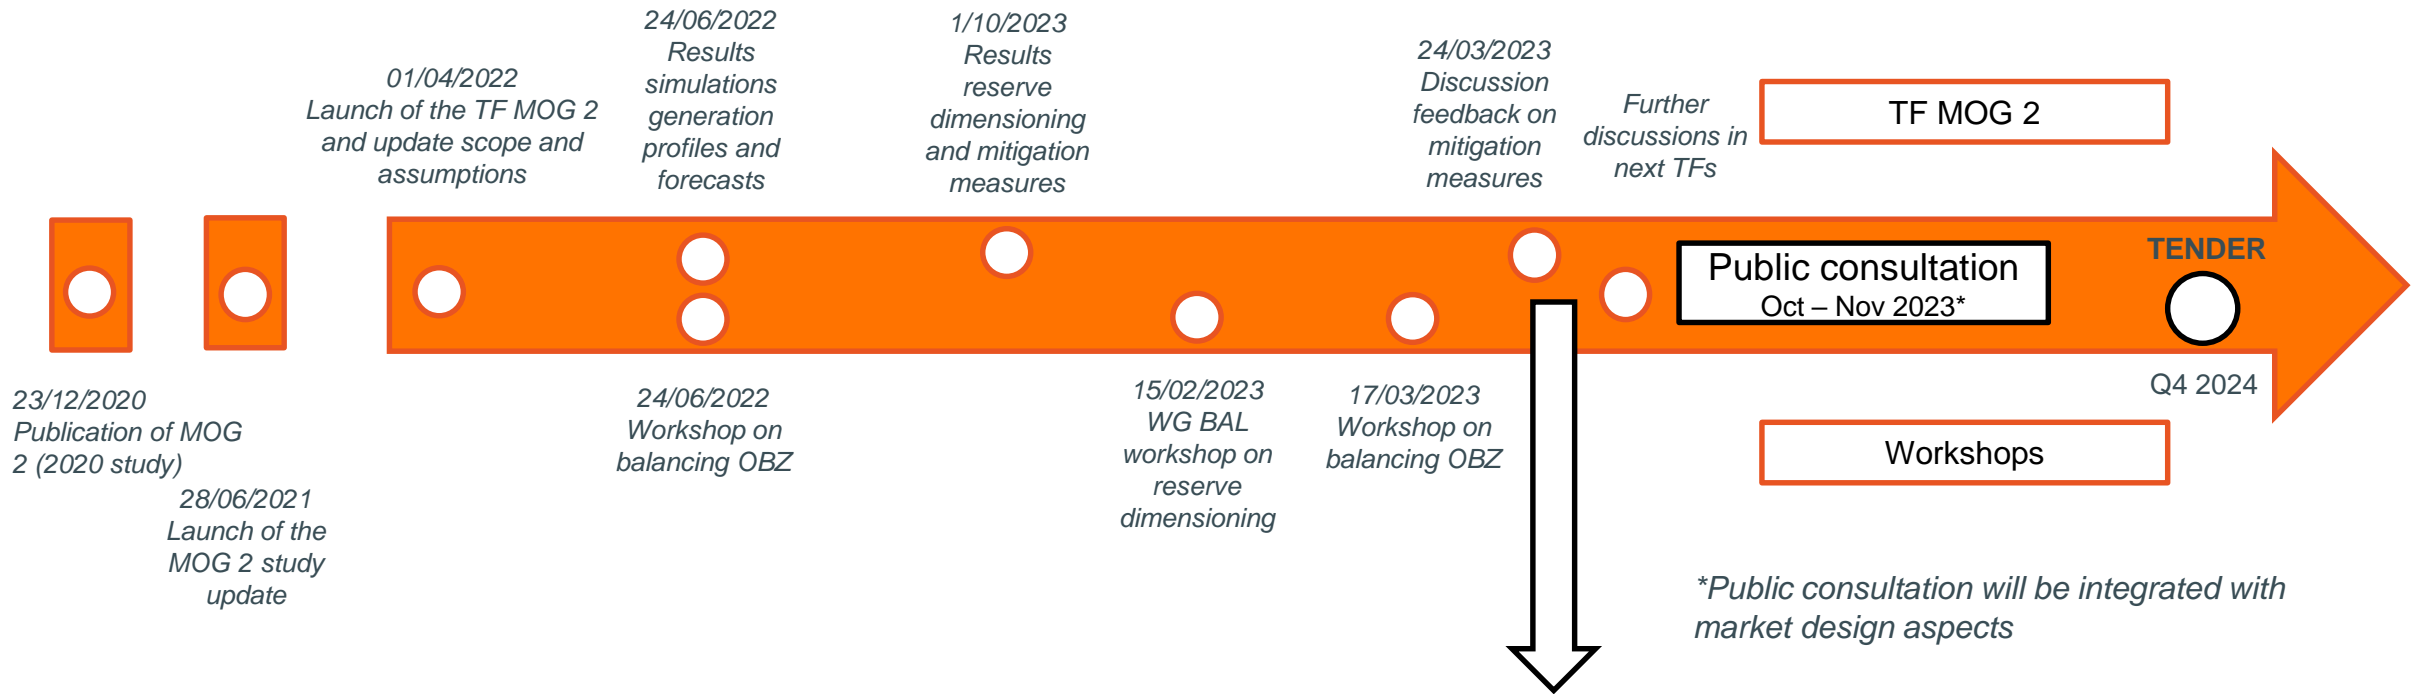 24/06/2022
Results
simulations
generation
profiles and
forecasts
1/10/2023
Results
reserve
dimensioning
and mitigation
measures
24/03/2023
Discussion
feedback on
mitigation
measures
01/04/2022
Launch of the TF MOG 2
and update scope and
assumptions
Further
discussions in
next TFs
TF MOG 2
Public consultation
Oct – Nov 2023*
TENDER
Q4 2024
23/12/2020
Publication of MOG
2 (2020 study)
28/06/2021
Launch of the
MOG 2 study
update
24/06/2022
Workshop on
balancing OBZ
15/02/2023
WG BAL
workshop on
reserve
dimensioning
17/03/2023
Workshop on
balancing OBZ
Workshops
*Public consultation will be integrated with
market design aspects